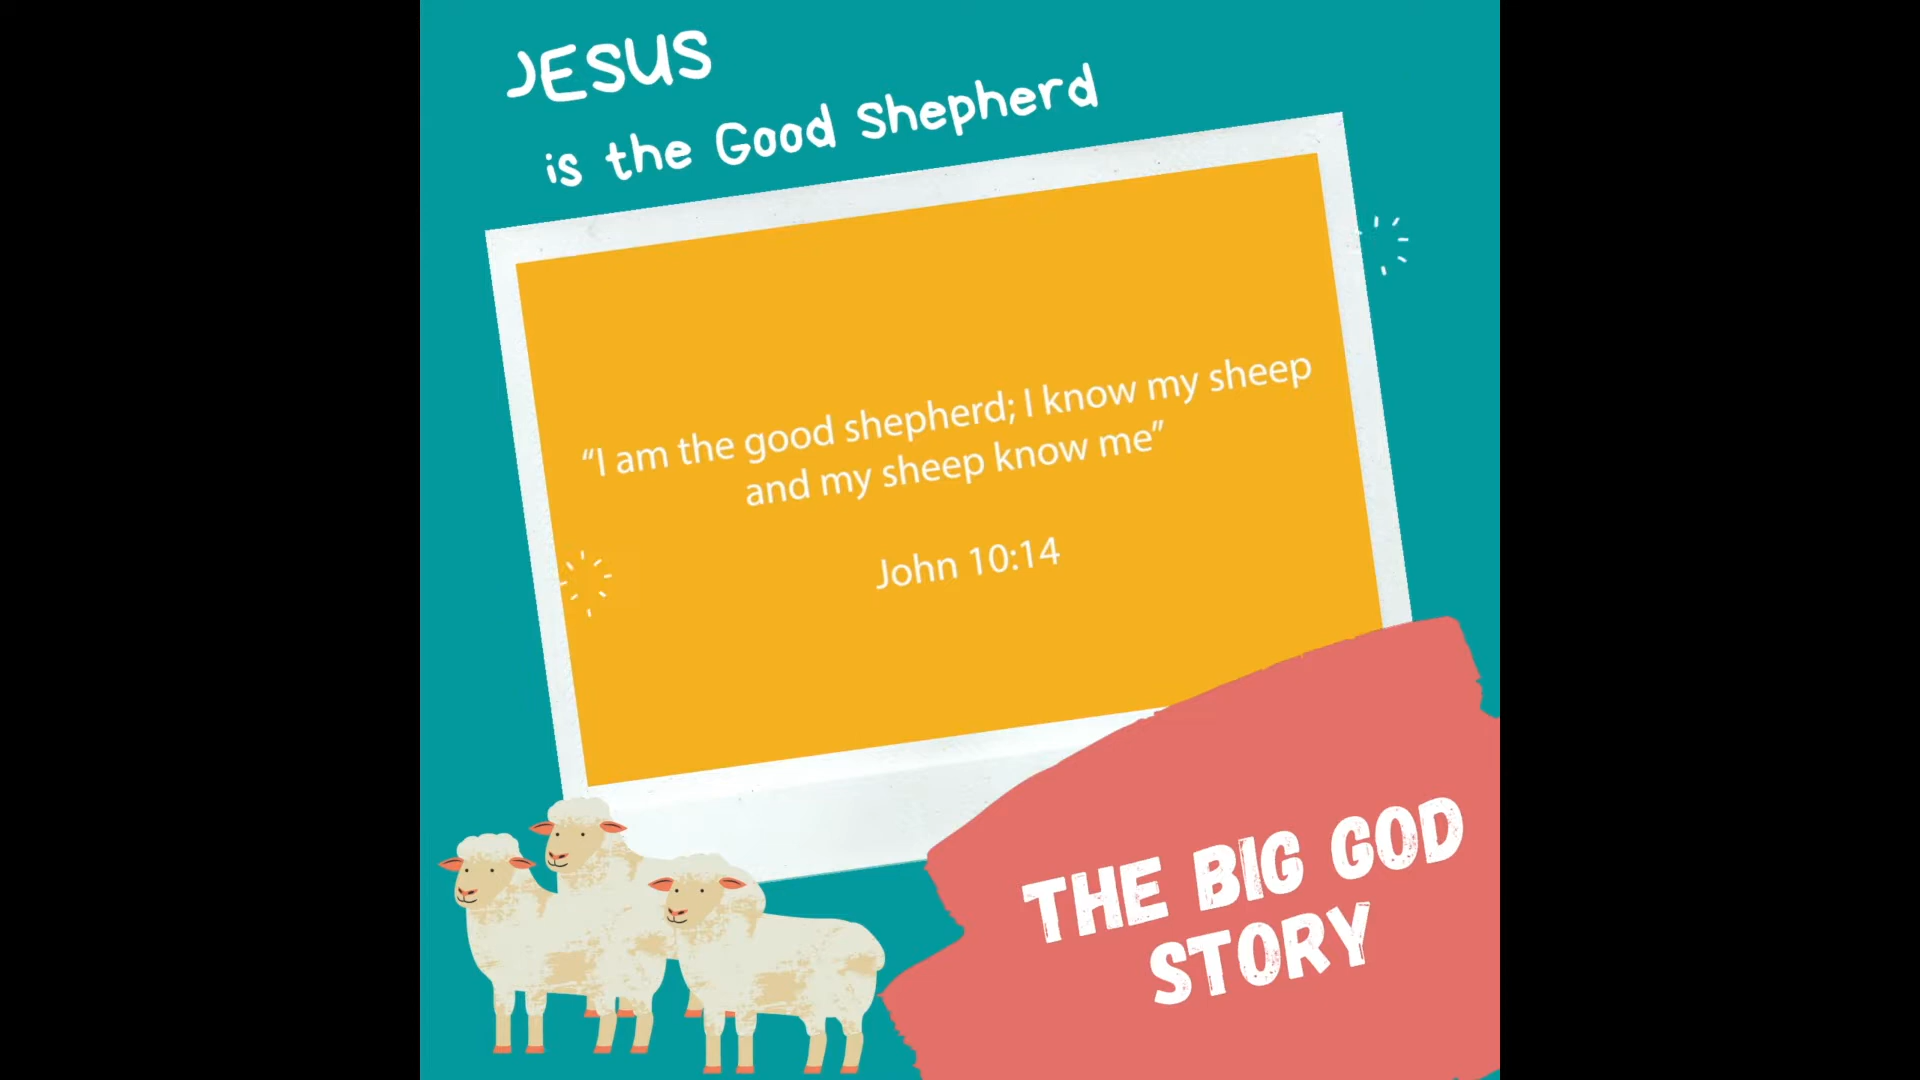 JESUS
is the Good Shepherd
“I am the good shepherd; I know my sheep
and my sheep know me”
John 10:14
THE BIG GOD
STORY